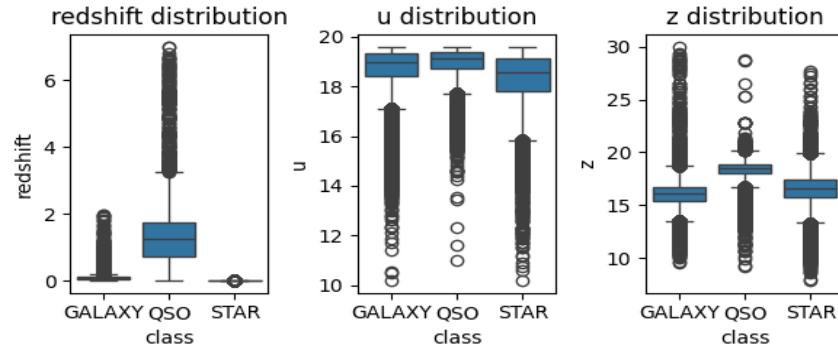 redshift distribution
redshift
6
4
2
0
GALAXY QSO STAR
class
u distribution
u
20
18
16
14
12
10
GALAXY QSO STAR
class
z distribution
z
30
25
20
15
10
GALAXY QSO STAR
class